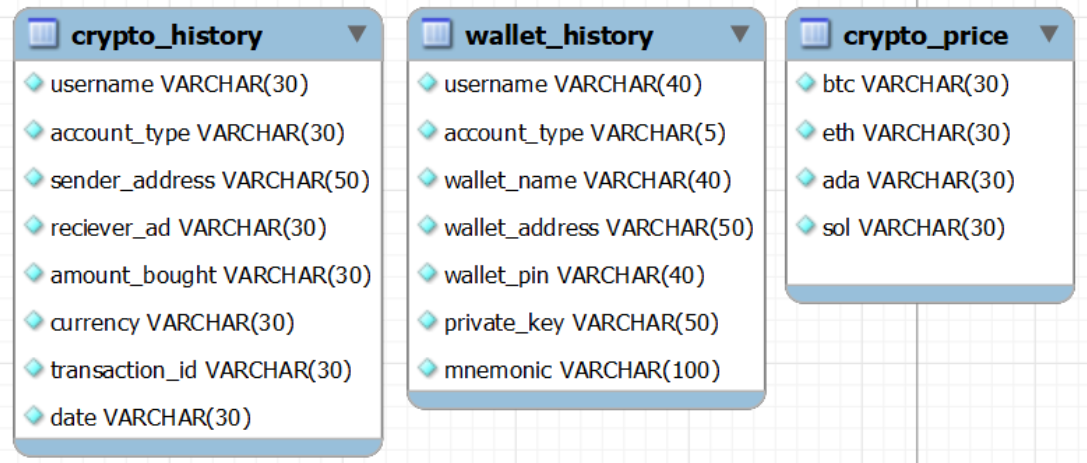 crypto_history
username VARCHAR(30)
account_type VARCHAR(30)
sender_address VARCHAR(50)
reciever_ad VARCHAR(30)
amount_bought VARCHAR(30)
currency VARCHAR(30)
transaction_id VARCHAR(30)
date VARCHAR(30)
wallet_history
username VARCHAR(40)
account_type VARCHAR(5)
wallet_name VARCHAR(40)
wallet_address VARCHAR(50)
wallet_pin VARCHAR(40)
private_key VARCHAR(50)
mnemonic VARCHAR(100)
crypto_price
btc VARCHAR(30)
eth VARCHAR(30)
ada VARCHAR(30)
sol VARCHAR(30)